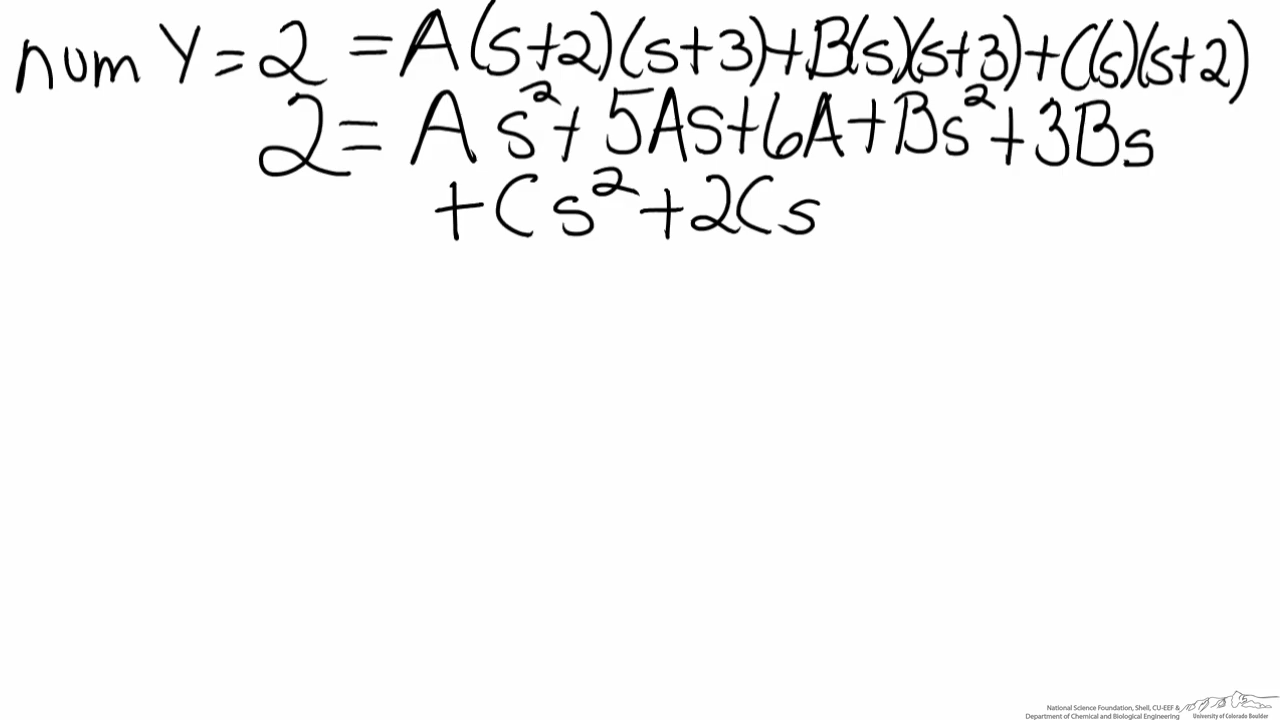 num Y = 2 = A(s+2)(s+3)+B(s)(s+3)+C(s)(s+2)
2 = As²+5As+6A+Bs²+3Bs
+Cs²+2Cs
National Science Foundation, Shell, CU-EEF &
Department of Chemical and Biological Engineering
University of Colorado Boulder